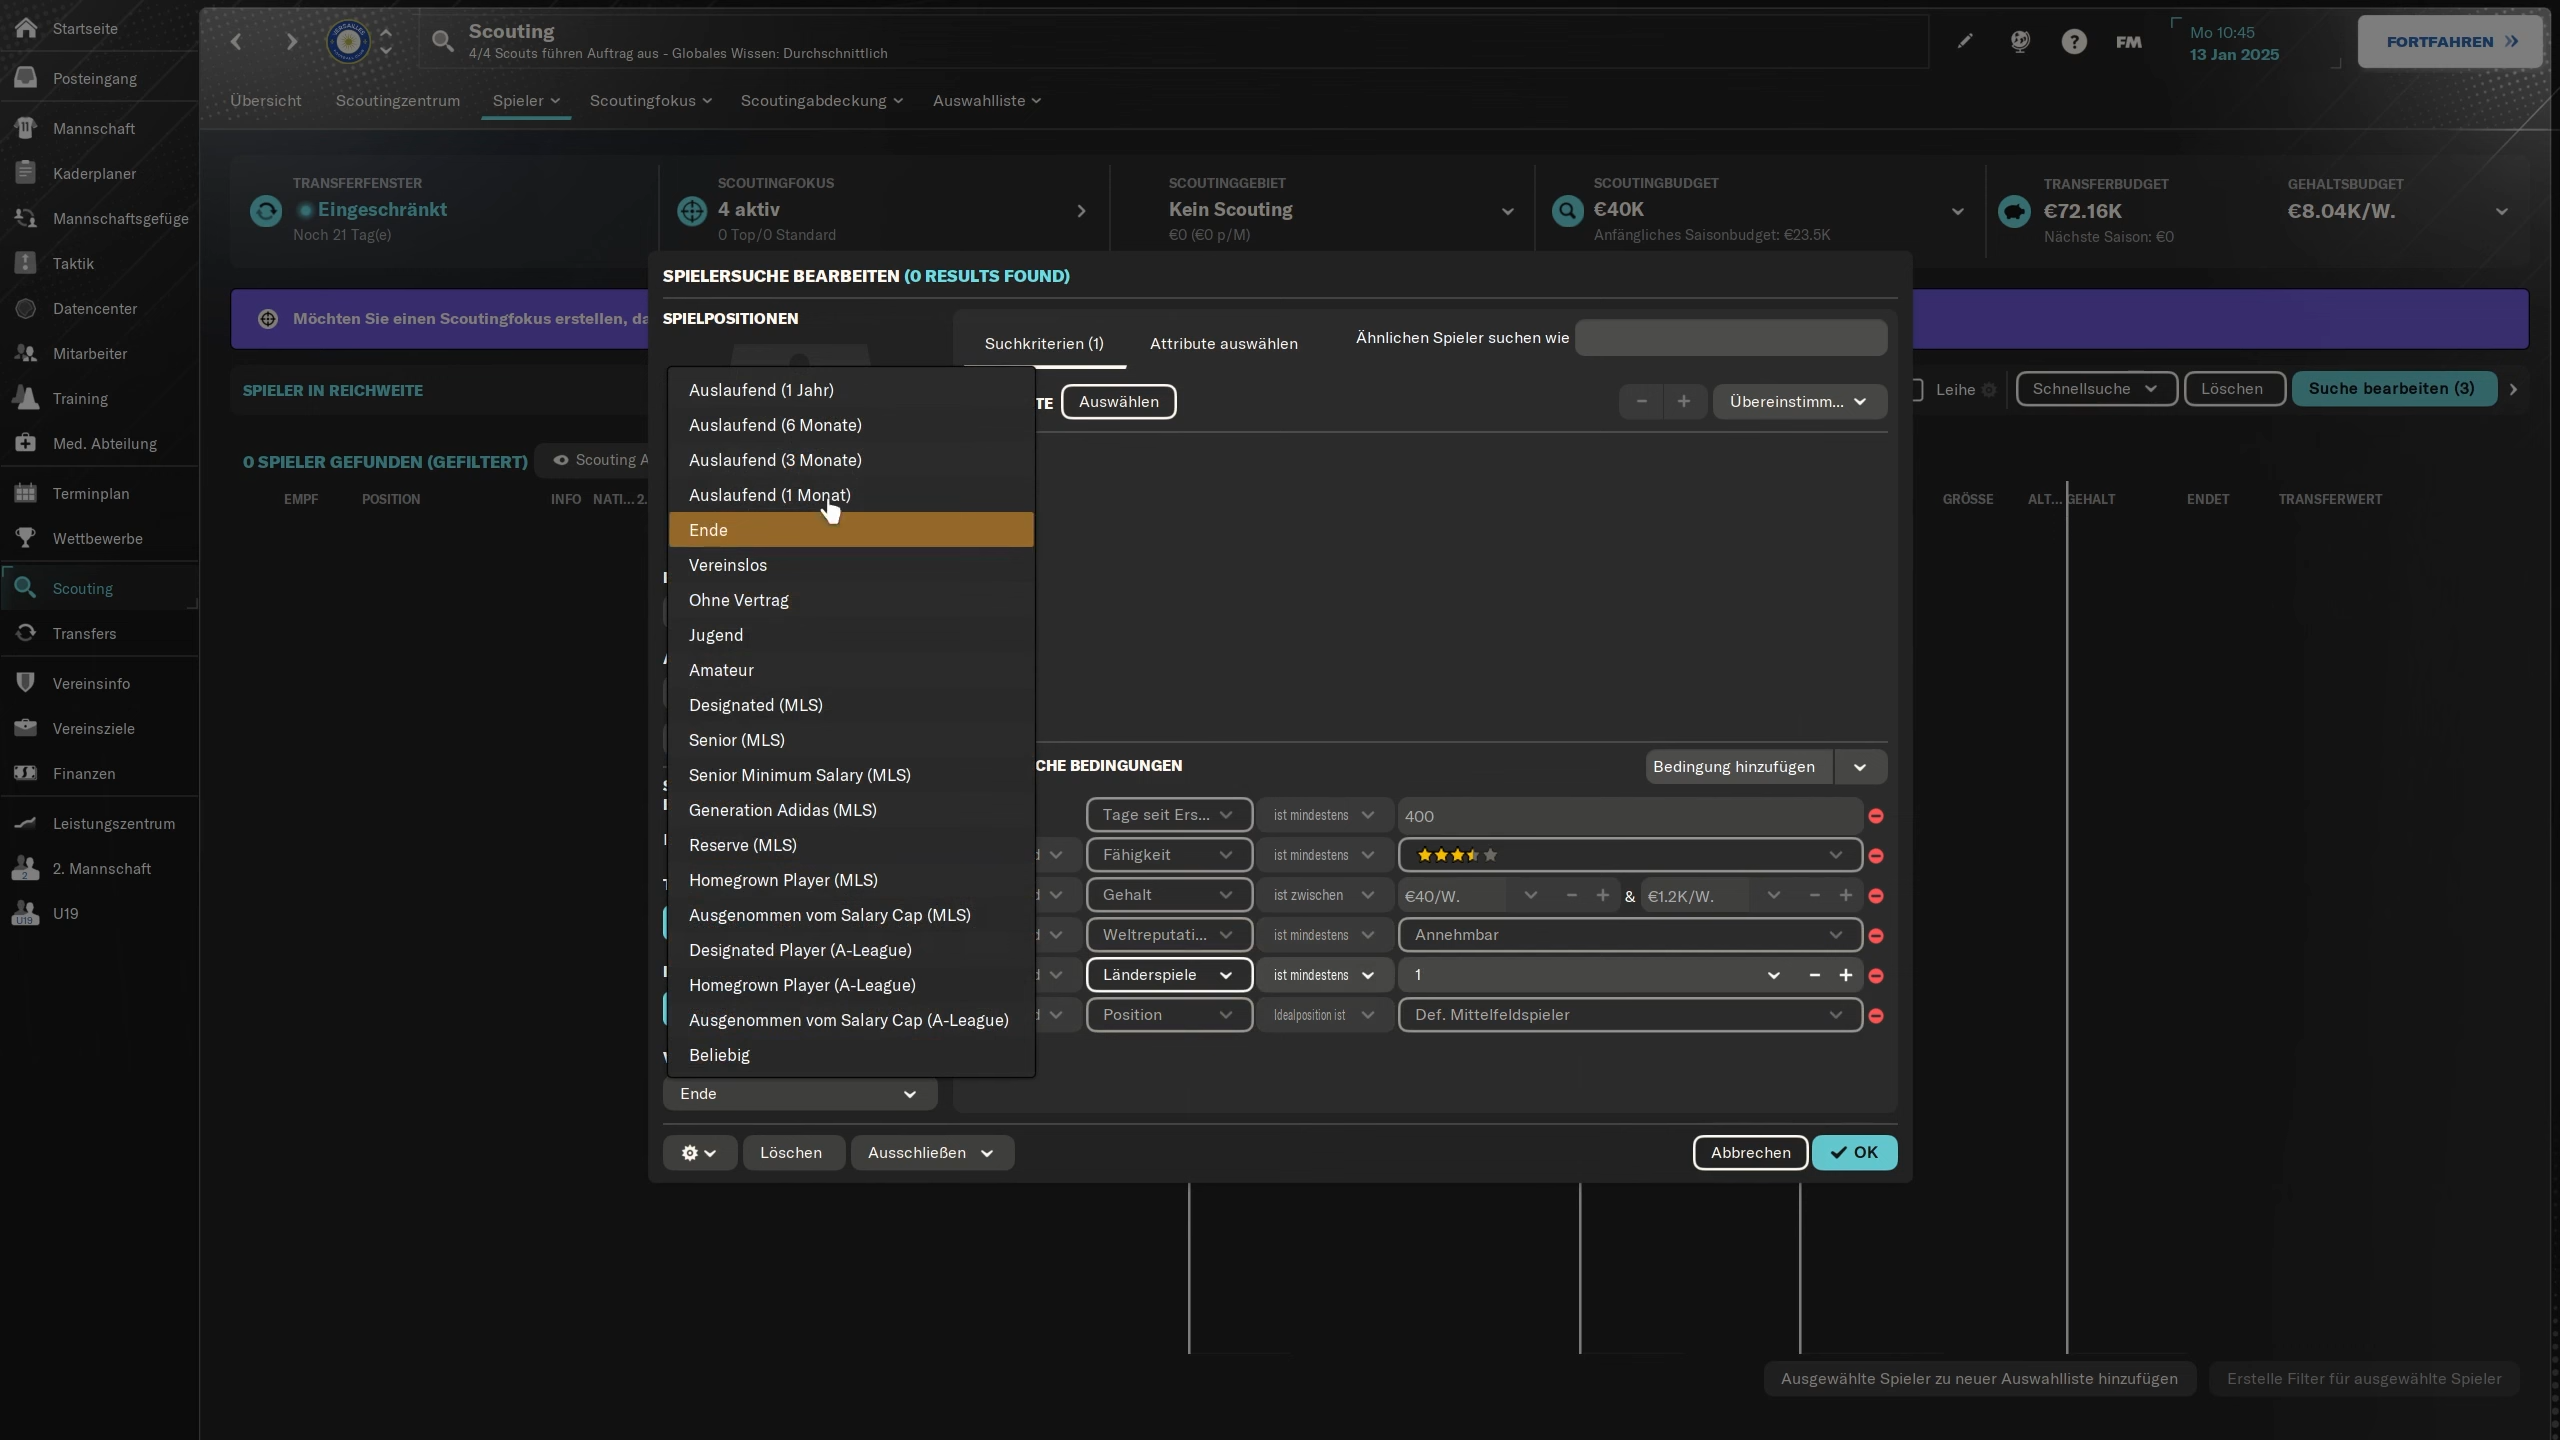 Startseite
Posteingang
Mannschaft
Kaderplaner
Mannschaftsgefüge
Taktik
Datencenter
Mitarbeiter
Training
Med. Abteilung
Terminplan
Wettbewerbe
Scouting
Transfers
Vereinsinfo
Vereinsziele
Finanzen
Leistungszentrum
2. Mannschaft
U19
Scouting
4/4 Scouts führen Auftrag aus - Globales Wissen: Durchschnittlich
FM
Mo 10:45
13 Jan 2025
FORTFAHREN
Übersicht
Scoutingzentrum
Spieler
Scoutingfokus
Scoutingabdeckung
Auswahlliste
TRANSFERFENSTER
Eingeschränkt
Noch 21 Tag(e)
SCOUTINGFOKUS
4 aktiv
0 Top/0 Standard
SCOUTINGGEBIET
Kein Scouting
€0 (€0 p/M)
SCOUTINGBUDGET
€40K
Anfängliches Saisonbudget: €23.5K
TRANSFERBUDGET
€72.16K
Nächste Saison: €0
GEHALTSBUDGET
€8.04K/W.
Möchten Sie einen Scoutingfokus erstellen, da
SPIELER IN REICHWEITE
Leihe
Schnellsuche
Löschen
Suche bearbeiten (3)
0 SPIELER GEFUNDEN (GEFILTERT)
Scouting A
EMPF
POSITION
INFO
NATI...
2.
GRÖSSE
ALT...
GEHALT
ENDET
TRANSFERWERT
SPIELERSUCHE BEARBEITEN (0 RESULTS FOUND)
SPIELPOSITIONEN
Suchkriterien (1)
Attribute auswählen
Ähnlichen Spieler suchen wie
TE
Auswählen
Übereinstimm...
Auslaufend (1 Jahr)
Auslaufend (6 Monate)
Auslaufend (3 Monate)
Auslaufend (1 Monat)
Ende
Vereinslos
Ohne Vertrag
Jugend
Amateur
Designated (MLS)
Senior (MLS)
Senior Minimum Salary (MLS)
Generation Adidas (MLS)
Reserve (MLS)
Homegrown Player (MLS)
Ausgenommen vom Salary Cap (MLS)
Designated Player (A-League)
Homegrown Player (A-League)
Ausgenommen vom Salary Cap (A-League)
Beliebig
Ende
CHE BEDINGUNGEN
Bedingung hinzufügen
Tage seit Ers... ist mindestens 400
d Fähigkeit ist mindestens
d Gehalt ist zwischen €40/W. & €1.2K/W.
d Weltreputati... ist mindestens Annehmbar
d Länderspiele ist mindestens 1
d Position Idealposition ist Def. Mittelfeldspieler
Löschen
Ausschließen
Abbrechen
OK
Ausgewählte Spieler zu neuer Auswahlliste hinzufügen
Erstelle Filter für ausgewählte Spieler